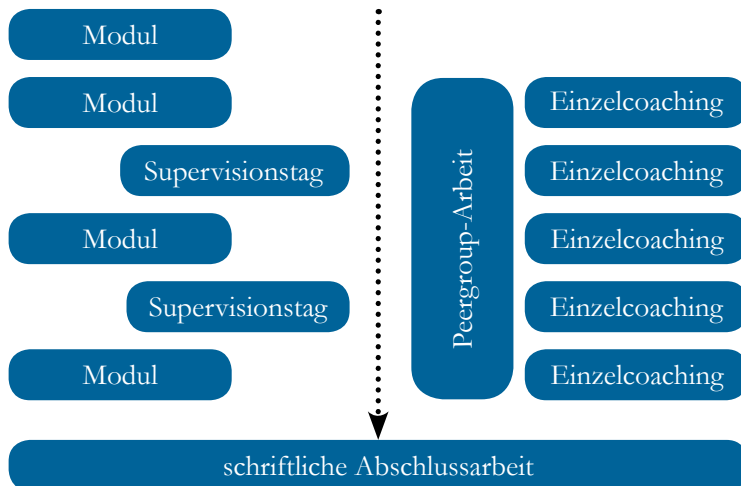 Modul
Modul
Supervisionstag
Modul
Supervisionstag
Modul
Peergroup-Arbeit
Einzelcoaching
Einzelcoaching
Einzelcoaching
Einzelcoaching
Einzelcoaching
schriftliche Abschlussarbeit